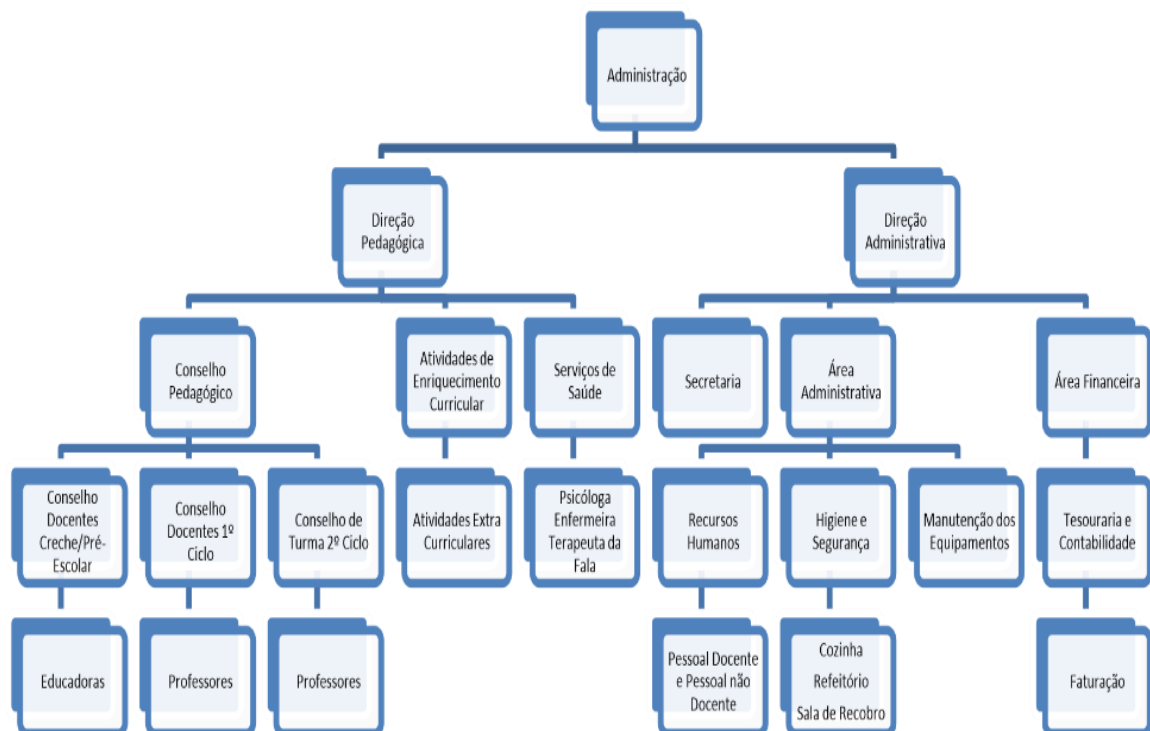 Administração
Direção
Pedagógica
Direção
Administrativa
Conselho
Pedagógico
Atividades de
Enriquecimento
Curricular
Serviços de
Saúde
Secretaria
Área
Administrativa
Área Financeira
Conselho
Docentes
Creche/Pré-
Escolar
Conselho
Docentes 1º
Ciclo
Conselho de
Turma 2º Ciclo
Atividades Extra
Curriculares
Psicóloga
Enfermeira
Terapeuta da
Fala
Recursos
Humanos
Higiene e
Segurança
Manutenção dos
Equipamentos
Tesouraria e
Contabilidade
Educadoras
Professores
Professores
Pessoal Docente
e Pessoal não
Docente
Cozinha
Refeitório
Sala de Recobro
Faturação